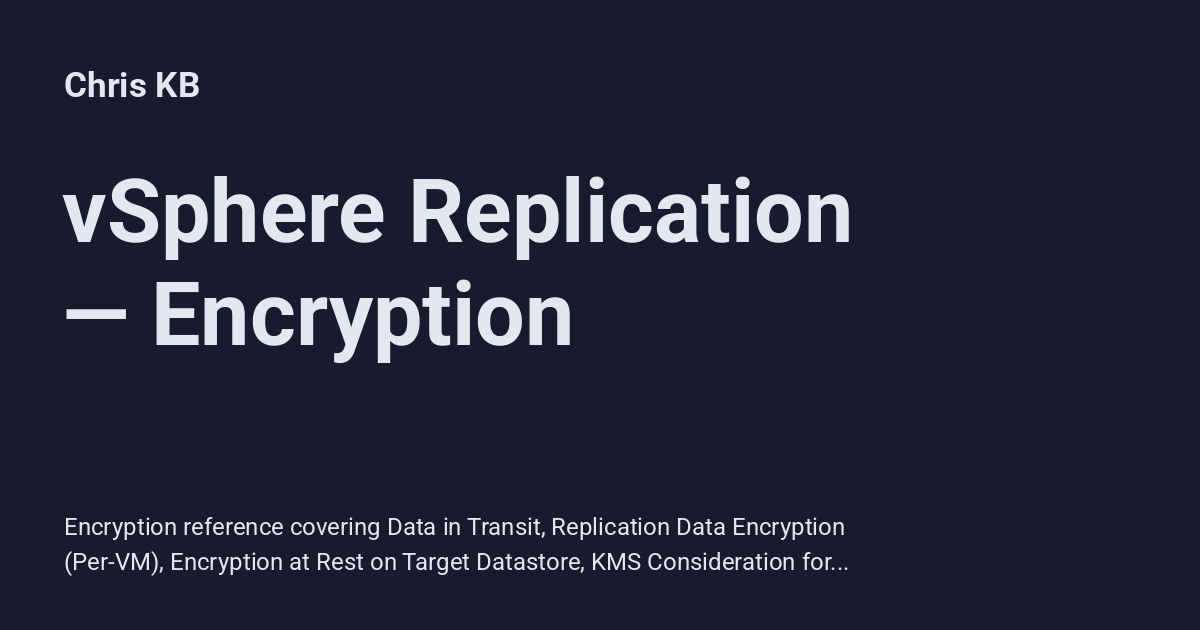 Chris KB
vSphere Replication
— Encryption
Encryption reference covering Data in Transit, Replication Data Encryption
(Per-VM), Encryption at Rest on Target Datastore, KMS Consideration for...